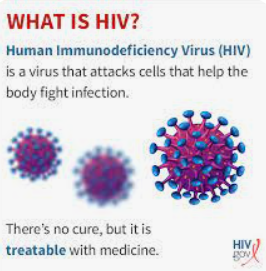 WHAT IS HIV?
Human Immunodeficiency Virus (HIV)
is a virus that attacks cells that help the
body fight infection.
There's no cure, but it is
treatable with medicine.
HIV
gov